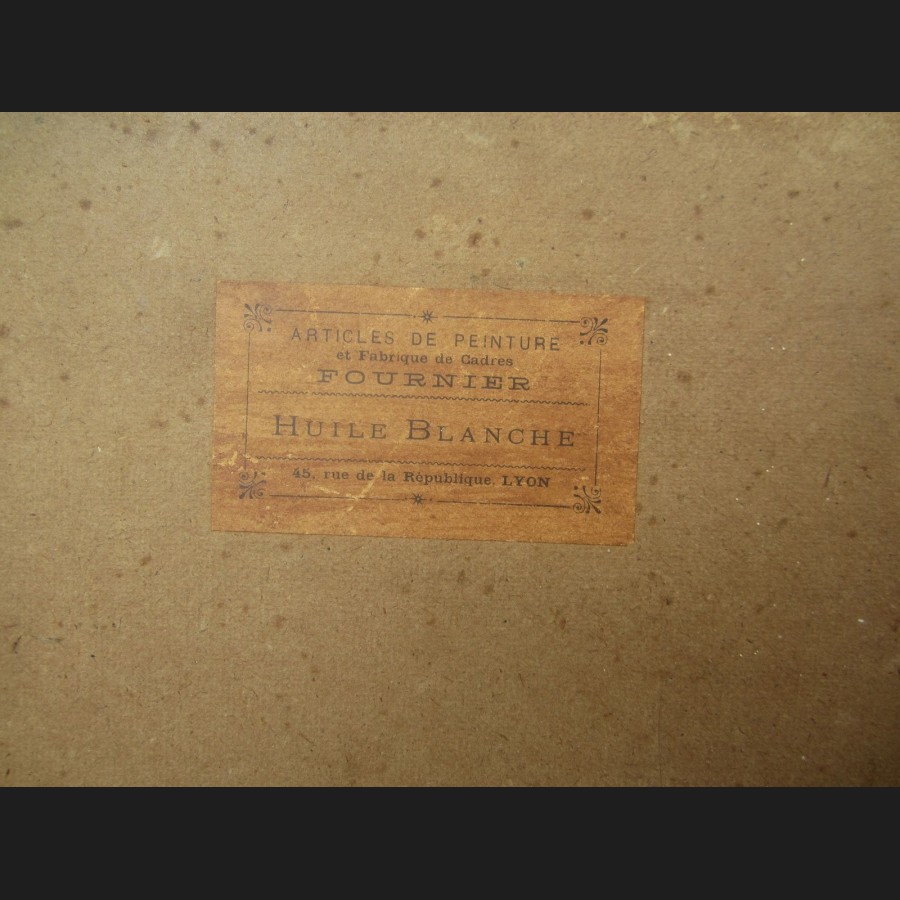 ARTICLES DE PEINTURE
et Fabrique de Cadres
FOURNIER
HUILE BLANCHE
45, rue de la République, LYON